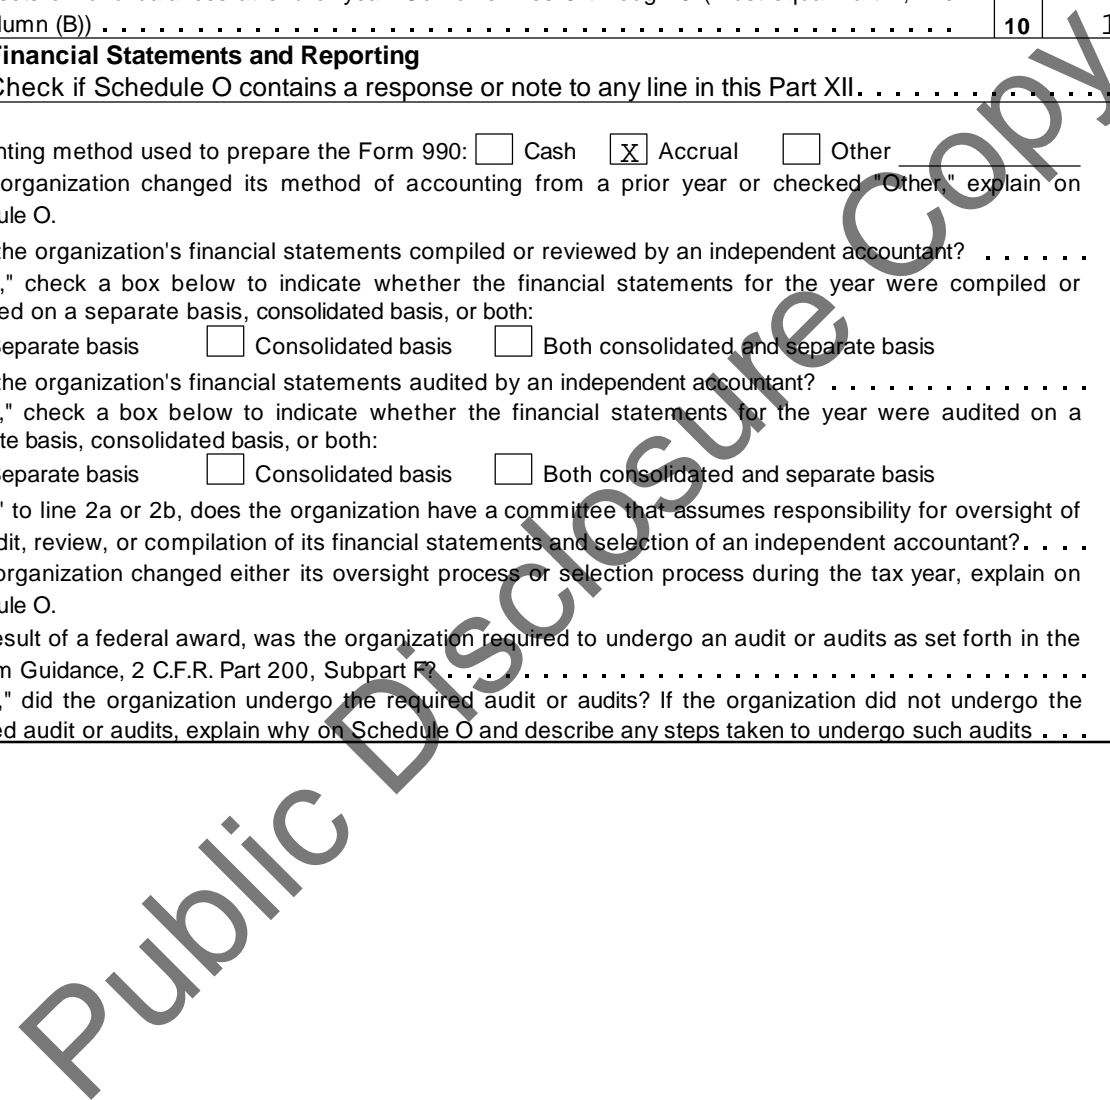 lumn (B)) . . . . . . . . . . . . . . . . . . . . . . . . . . . . . . . . . . . . . . . . . . . . . . . . . . . . . . 10 1
Financial Statements and Reporting
Check if Schedule O contains a response or note to any line in this Part XII. . . . . . . . . . . . . . .
nting method used to prepare the Form 990: Cash X Accrual Other
organization changed its method of accounting from a prior year or checked "Other," explain on
ule O.
the organization's financial statements compiled or reviewed by an independent accountant? . . . . . .
," check a box below to indicate whether the financial statements for the year were compiled or
ed on a separate basis, consolidated basis, or both:
Separate basis Consolidated basis Both consolidated and separate basis
the organization's financial statements audited by an independent accountant? . . . . . . . . . . . . . .
," check a box below to indicate whether the financial statements for the year were audited on a
te basis, consolidated basis, or both:
Separate basis Consolidated basis Both consolidated and separate basis
" to line 2a or 2b, does the organization have a committee that assumes responsibility for oversight of
dit, review, or compilation of its financial statements and selection of an independent accountant?. . . .
organization changed either its oversight process or selection process during the tax year, explain on
ule O.
esult of a federal award, was the organization required to undergo an audit or audits as set forth in the
m Guidance, 2 C.F.R. Part 200, Subpart F? . . . . . . . . . . . . . . . . . . . . . . . . . . . . . . . . . .
," did the organization undergo the required audit or audits? If the organization did not undergo the
ed audit or audits, explain why on Schedule O and describe any steps taken to undergo such audits . . .
Public Disclosure Copy